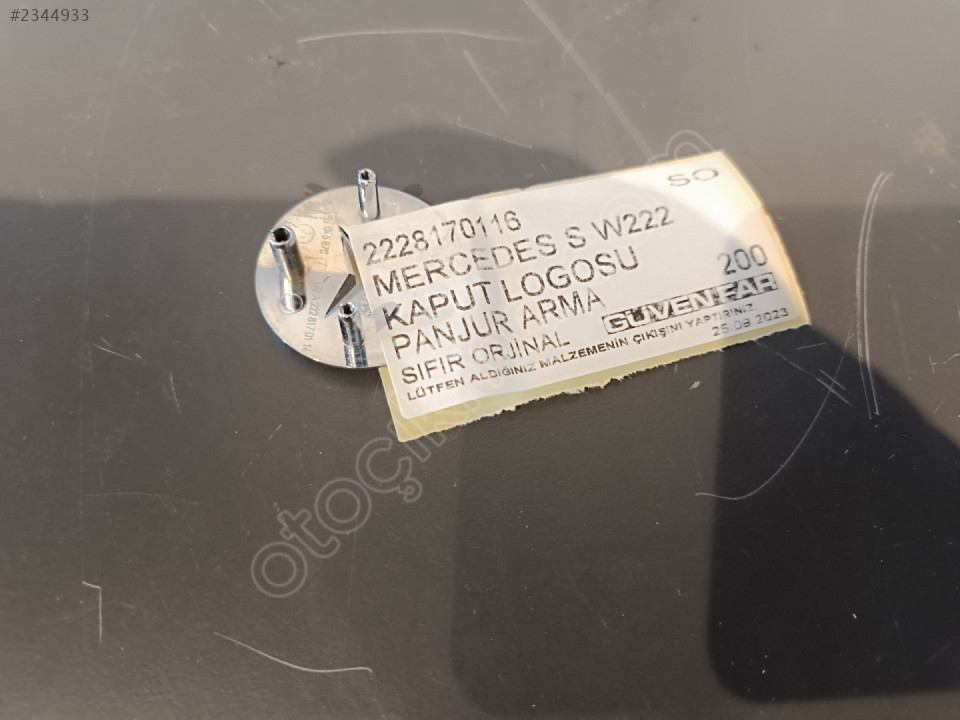 #2344933
SO
2228170116
MERCEDES S W222
KAPUT LOGOSU
200
PANJUR ARMA
GÜVEN FAR
SIFIR ORJİNAL
25.09.2023
LÜTFEN ALDIĞINIZ MALZEMENİN ÇIKIŞINI YAPTIRINIZ.
otoçık